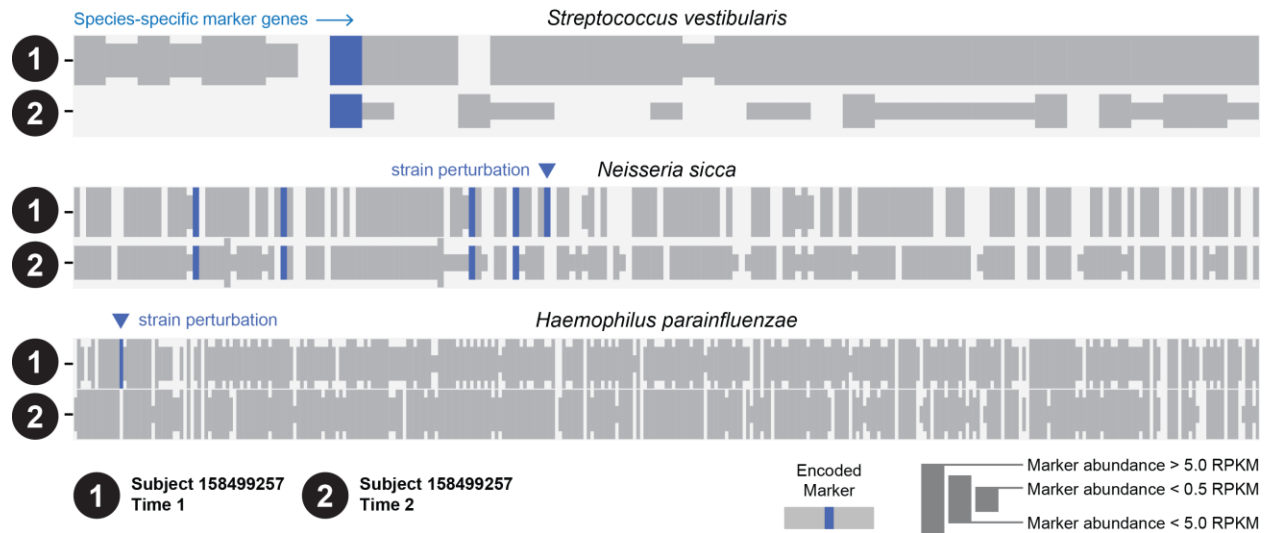 Species-specific marker genes →
Streptococcus vestibularis
1
2
strain perturbation
Neisseria sicca
1
2
strain perturbation
Haemophilus parainfluenzae
1
2
1 Subject 158499257
Time 1
2 Subject 158499257
Time 2
Encoded
Marker
Marker abundance > 5.0 RPKM
Marker abundance < 0.5 RPKM
Marker abundance < 5.0 RPKM